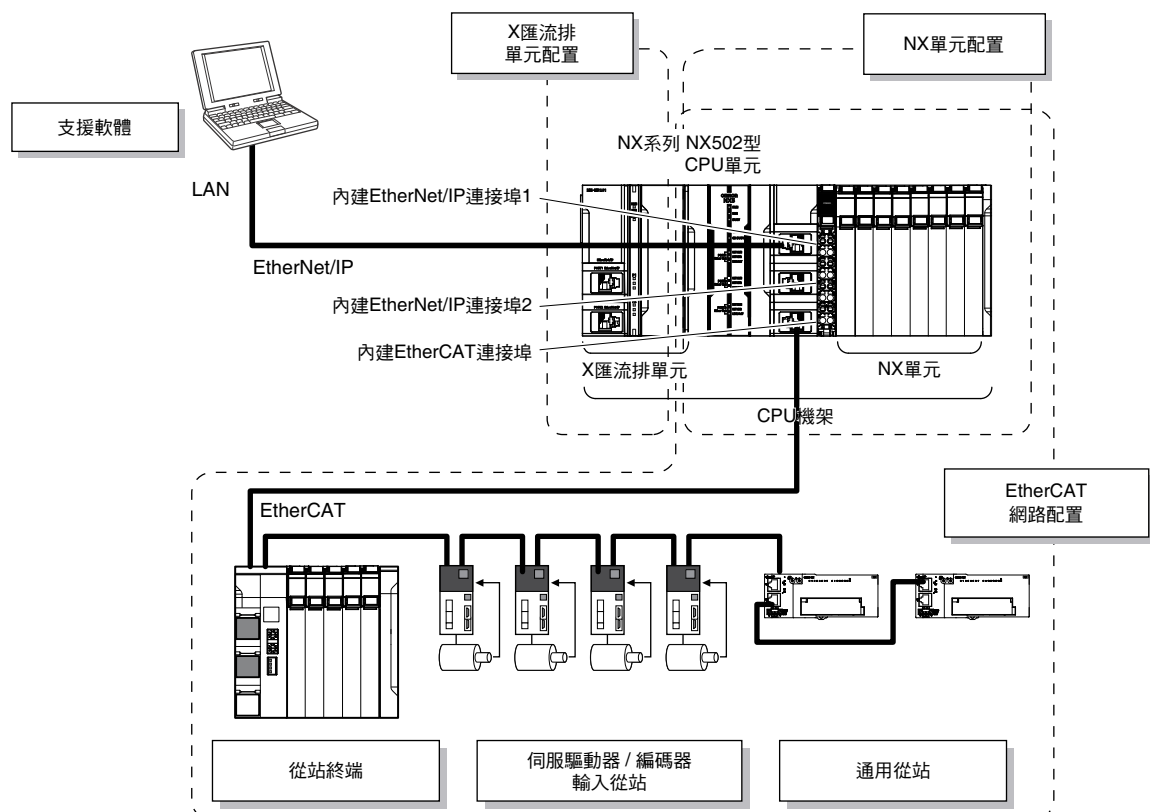 X匯流排
單元配置
NX單元配置
支援軟體
NX系列 NX502型
CPU單元
LAN
內建EtherNet/IP連接埠1
EtherNet/IP
內建EtherNet/IP連接埠2
內建EtherCAT連接埠
X匯流排單元
NX單元
CPU機架
EtherCAT
網路配置
EtherCAT
從站終端
伺服驅動器 / 編碼器
輸入從站
通用從站